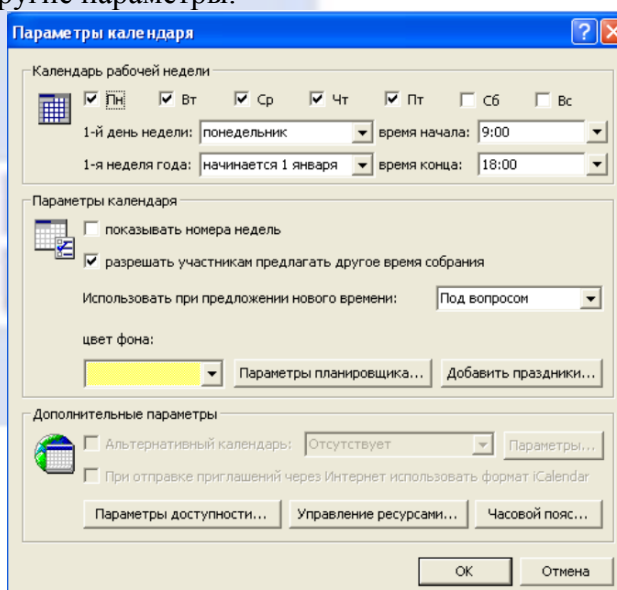 другие параметры.
Параметры календаря
Календарь рабочей недели
Пн Вт Ср Чт Пт Сб Вс
1-й день недели: понедельник время начала: 9:00
1-я неделя года: начинается 1 января время конца: 18:00
Параметры календаря
показывать номера недель
разрешать участникам предлагать другое время собрания
Использовать при предложении нового времени: Под вопросом
цвет фона:
Параметры планировщика... Добавить праздники...
Дополнительные параметры
Альтернативный календарь: Отсутствует Параметры...
При отправке приглашений через Интернет использовать формат iCalendar
Параметры доступности... Управление ресурсами... Часовой пояс...
ОК Отмена